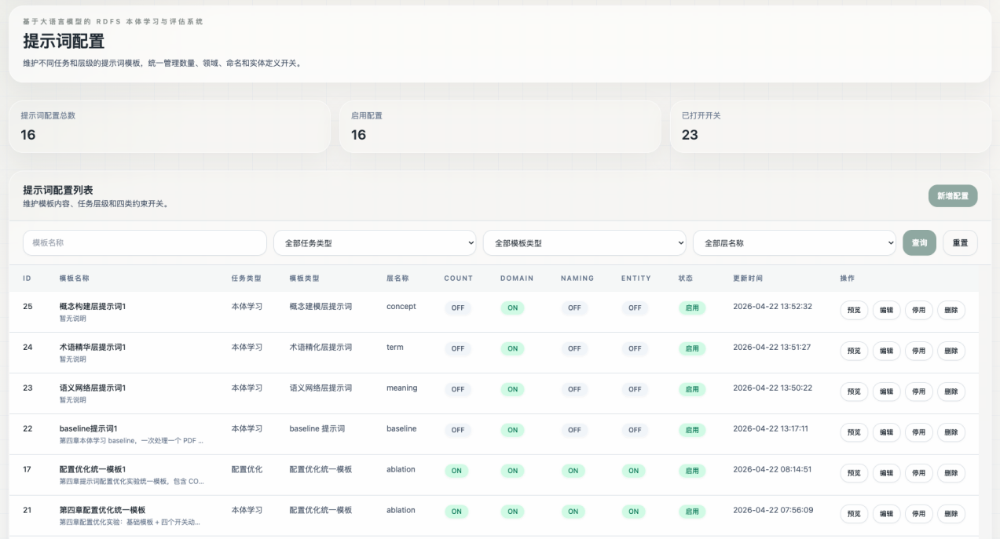 基于大语言模型的 RDFS 本体学习与评估系统
提示词配置
维护不同任务和层级的提示词模板，统一管理数量、领域、命名和实体定义开关。
提示词配置总数 启用配置 已打开开关
16 16 23
提示词配置列表
维护模板内容、任务层级和四类约束开关。
新增配置
模板名称 全部任务类型 全部模板类型 全部层名称 查询 重置
ID 模板名称 任务类型 模板类型 层名称 COUNT DOMAIN NAMING ENTITY 状态 更新时间 操作
25 概念构建层提示词1 本体学习 概念建模层提示词 concept OFF ON OFF OFF 启用 2026-04-22 13:52:32 预览 编辑 停用 删除
暂无说明
24 术语精华层提示词1 本体学习 术语精化层提示词 term OFF ON OFF OFF 启用 2026-04-22 13:51:27 预览 编辑 停用 删除
暂无说明
23 语义网络层提示词1 本体学习 语义网络层提示词 meaning OFF ON OFF OFF 启用 2026-04-22 13:50:22 预览 编辑 停用 删除
暂无说明
22 baseline提示词1 本体学习 baseline 提示词 baseline OFF ON OFF OFF 启用 2026-04-22 13:17:11 预览 编辑 停用 删除
第四章本体学习 baseline，一次处理一个 PDF ...
17 配置优化统一模板1 配置优化 配置优化统一模板 ablation ON ON ON ON 启用 2026-04-22 08:14:51 预览 编辑 停用 删除
第四章提示词配置优化实验统一模板，包含 CO...
21 第四章配置优化统一模板 本体学习 配置优化统一模板 ablation ON ON ON ON 启用 2026-04-22 07:56:09 预览 编辑 停用 删除
第四章配置优化实验：基础模板 + 四个开关动...